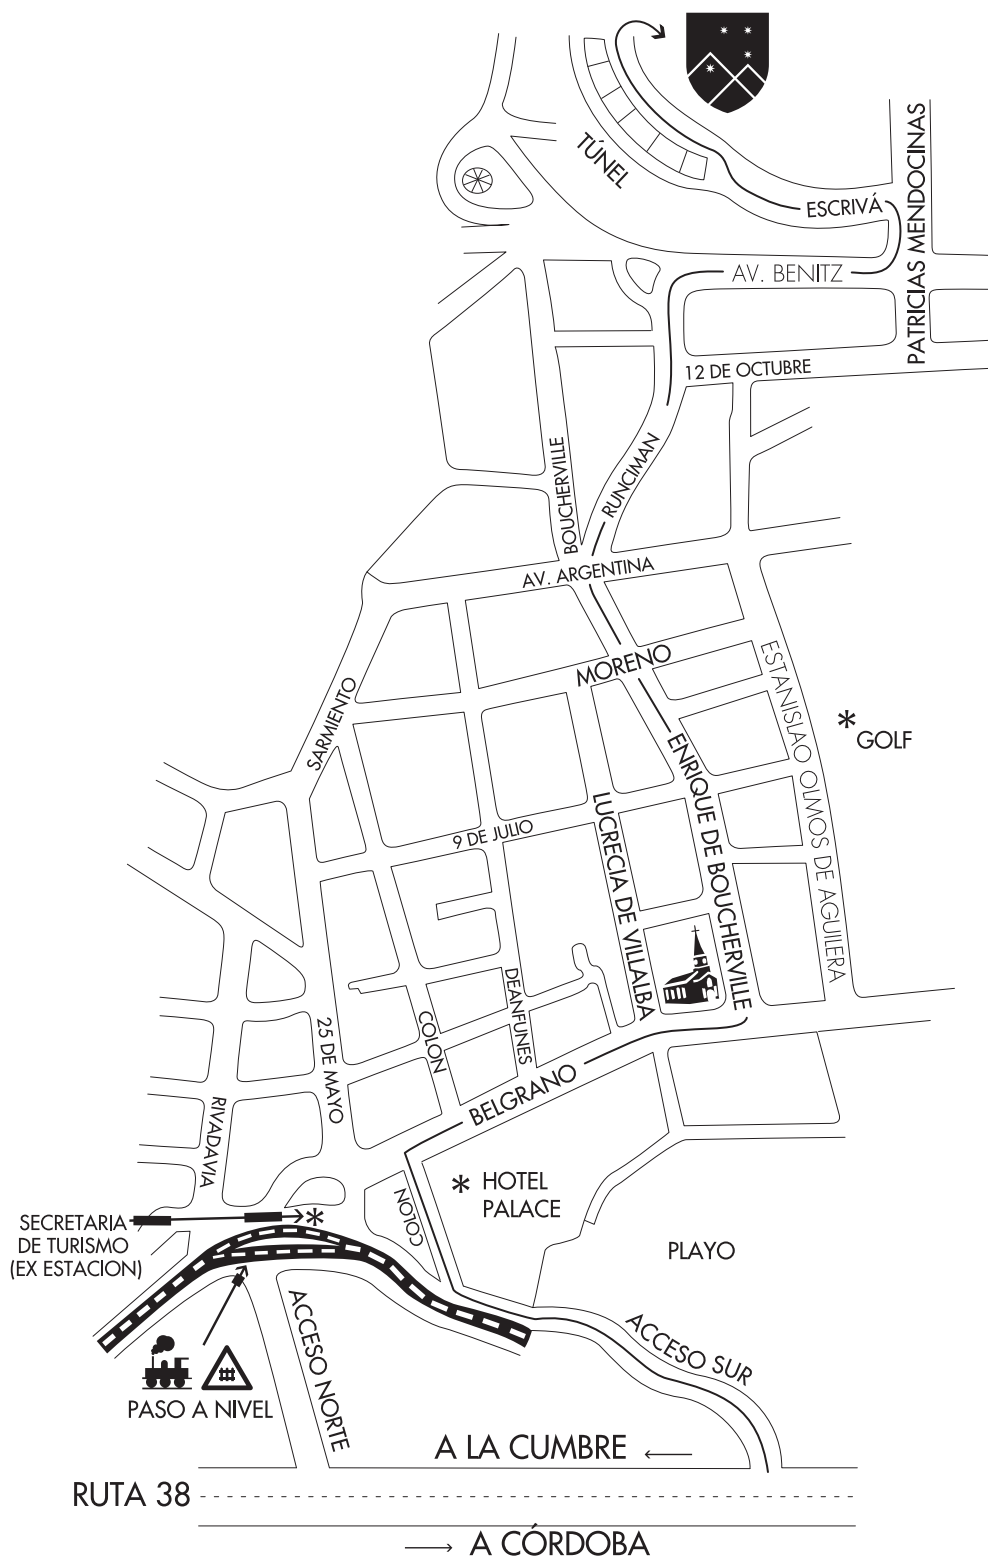 TÚNEL
PATRICIAS MENDOCINAS
ESCRIVÁ
AV. BENITZ
12 DE OCTUBRE
BOUCHERVILLE
RUNCIMAN
AV. ARGENTINA
MORENO
ESTANISLAO OLMOS DE AGUILERA
SARMIENTO
* GOLF
ENRIQUE DE BOUCHERVILLE
LUCRECIA DE VILLALBA
9 DE JULIO
DEANFUNES
COLON
25 DE MAYO
BELGRANO
RIVADAVIA
* HOTEL
PALACE
COLON
SECRETARIA
DE TURISMO
(EX ESTACION)
*
PLAYO
ACCESO NORTE
ACCESO SUR
PASO A NIVEL
A LA CUMBRE ←
RUTA 38
→ A CÓRDOBA